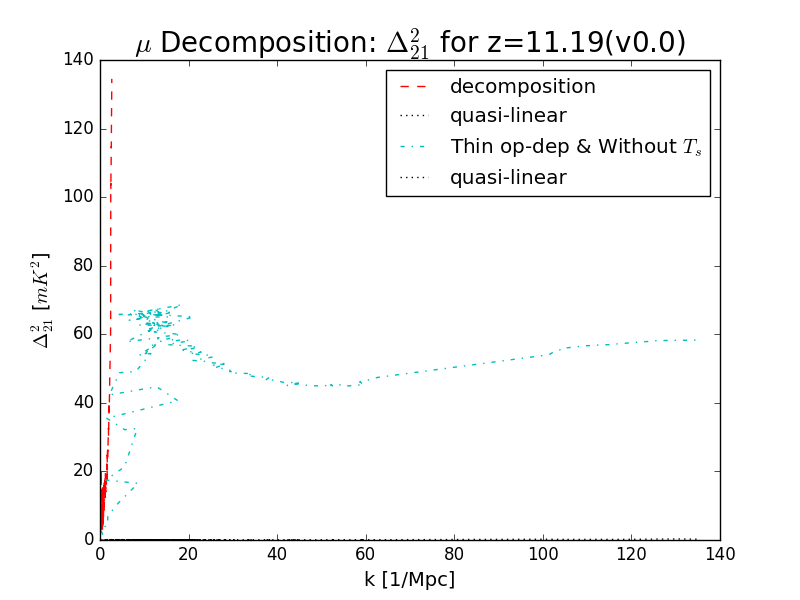 μ Decomposition: Δ²₂₁ for z=11.19(v0.0)
140
120
100
80
60
40
20
0
Δ²₂₁ [mK²]
decomposition
quasi-linear
Thin op-dep & Without Tₛ
quasi-linear
0 20 40 60 80 100 120 140
k [1/Mpc]